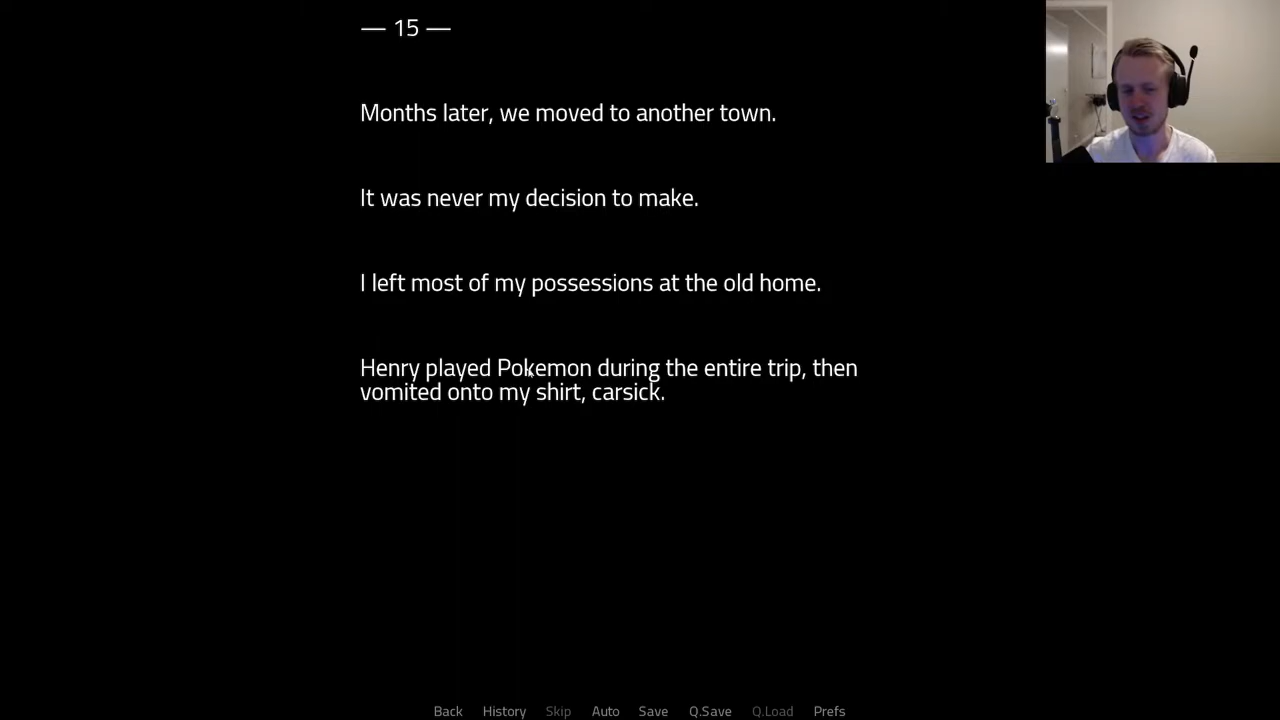 — 15 —
Months later, we moved to another town.
It was never my decision to make.
I left most of my possessions at the old home.
Henry played Pokemon during the entire trip, then
vomited onto my shirt, carsick.
Back History Skip Auto Save Q.Save Q.Load Prefs